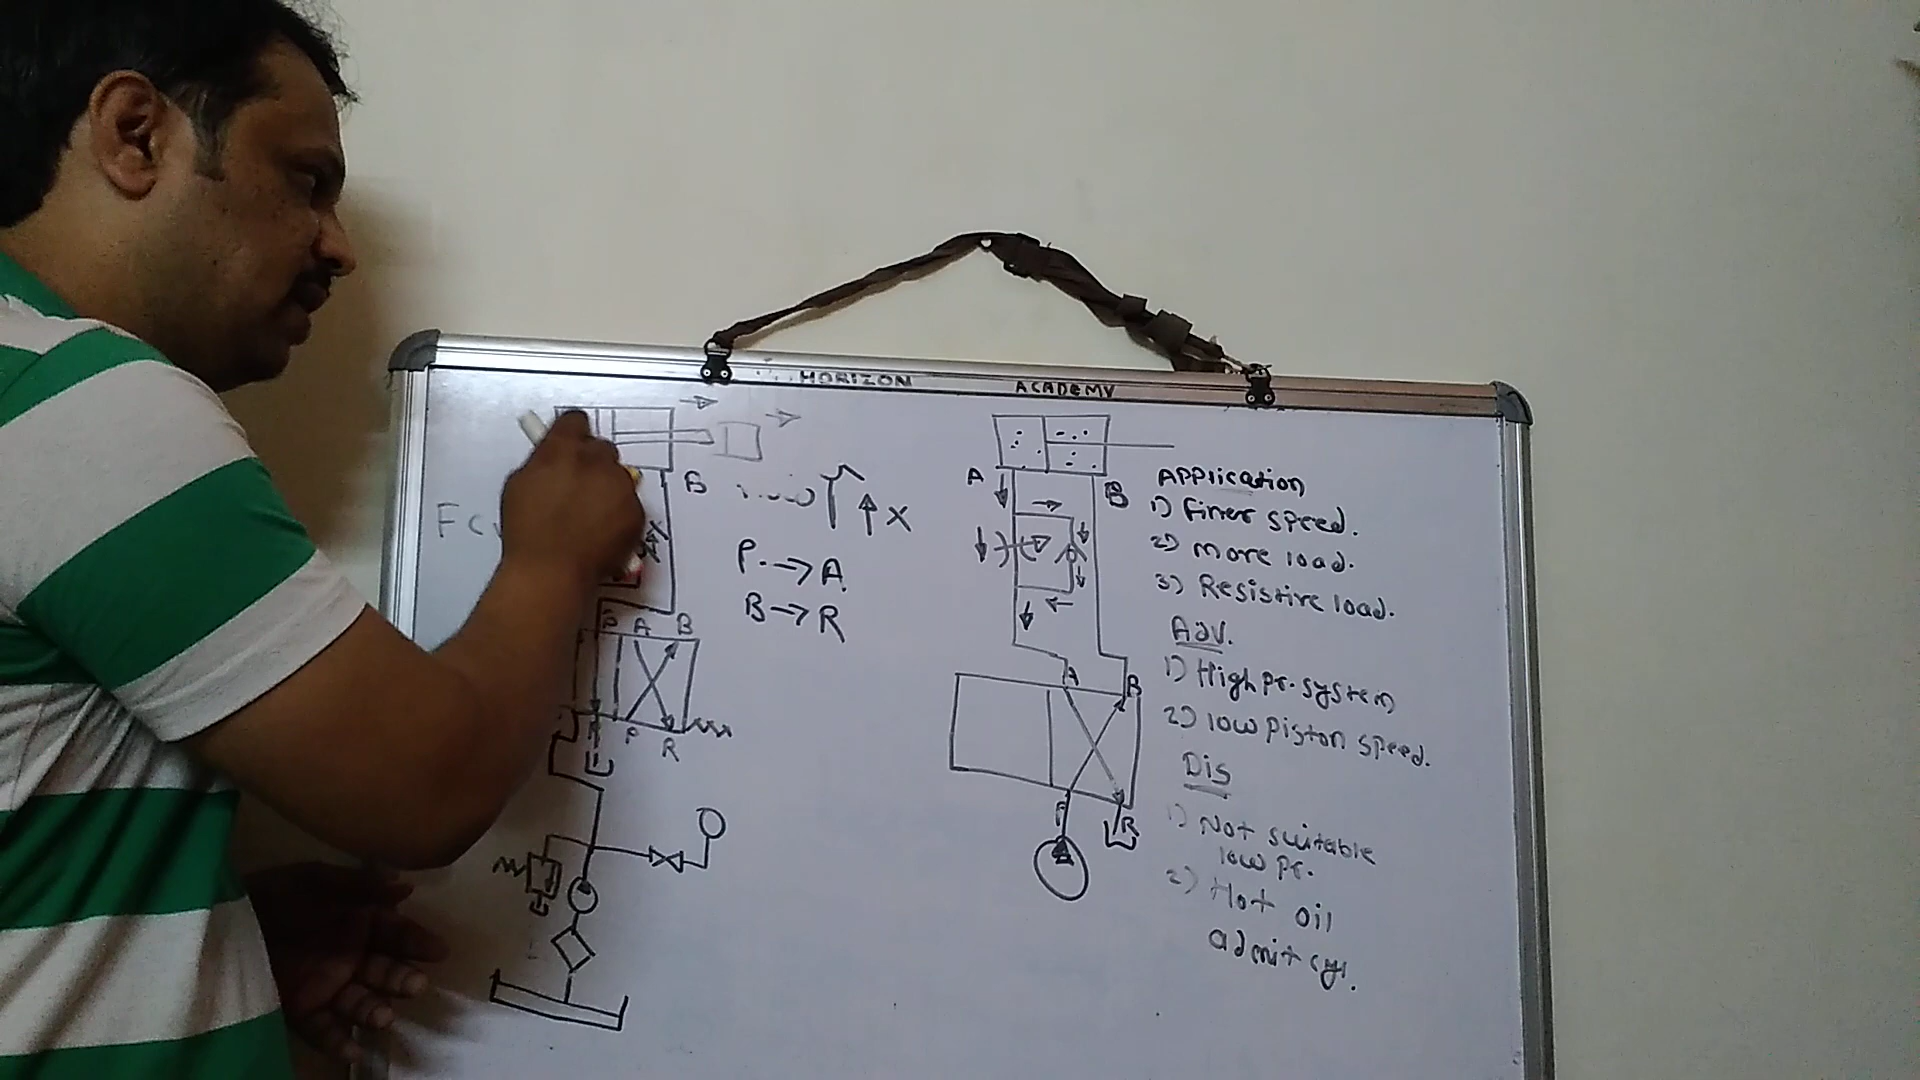 HORIZON ACADEMY
B
X
P. → A.
B → R
A B
P R
A B
A B
P R
Application
1) Finer speed.
2) More load.
3) Resistive load.
Adv.
1) High pr. system
2) low piston speed.
Dis
1) Not suitable
low pr.
2) Hot oil
admit cyl.